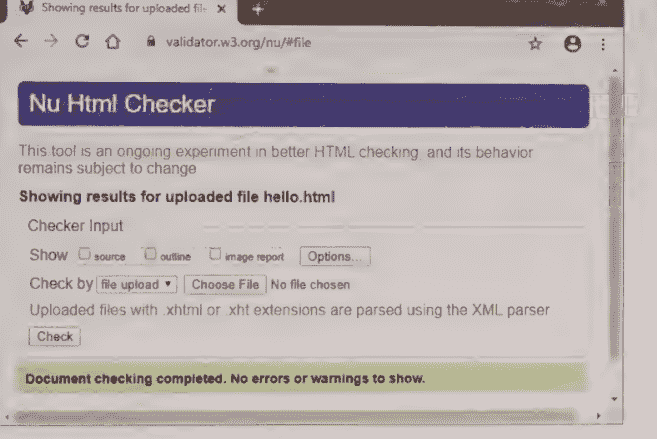 Showing results for uploaded fil-
validator.w3.org/nu/#file
Nu Html Checker
This tool is an ongoing experiment in better HTML checking, and its behavior
remains subject to change
Showing results for uploaded file hello.html
Checker Input
Show source outline image report Options...
Check by file upload Choose File No file chosen
Uploaded files with .xhtml or .xht extensions are parsed using the XML parser
Check
Document checking completed. No errors or warnings to show.